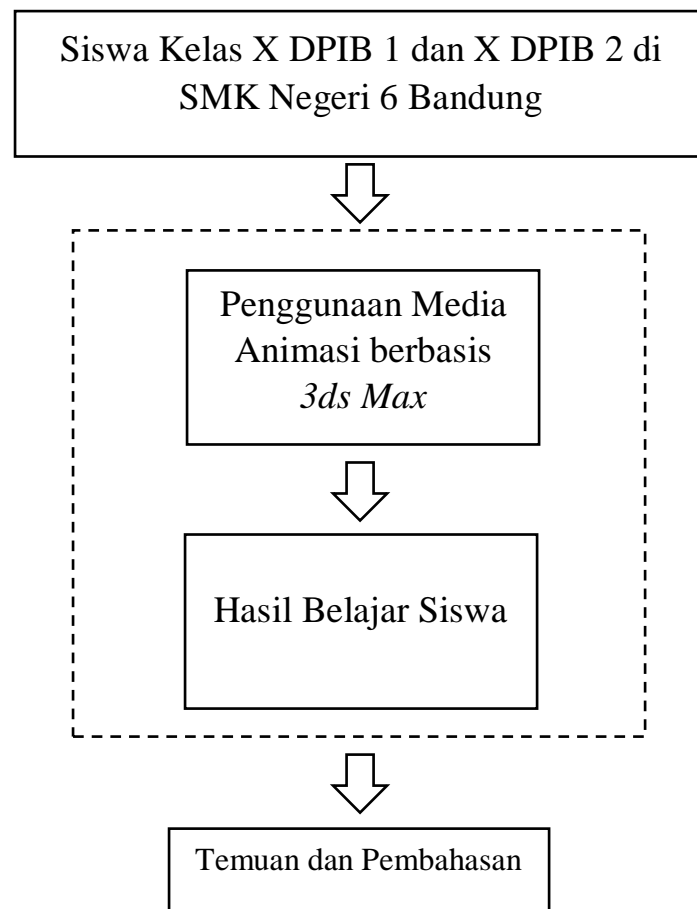 Siswa Kelas X DPIB 1 dan X DPIB 2 di
SMK Negeri 6 Bandung
Penggunaan Media
Animasi berbasis
3ds Max
Hasil Belajar Siswa
Temuan dan Pembahasan